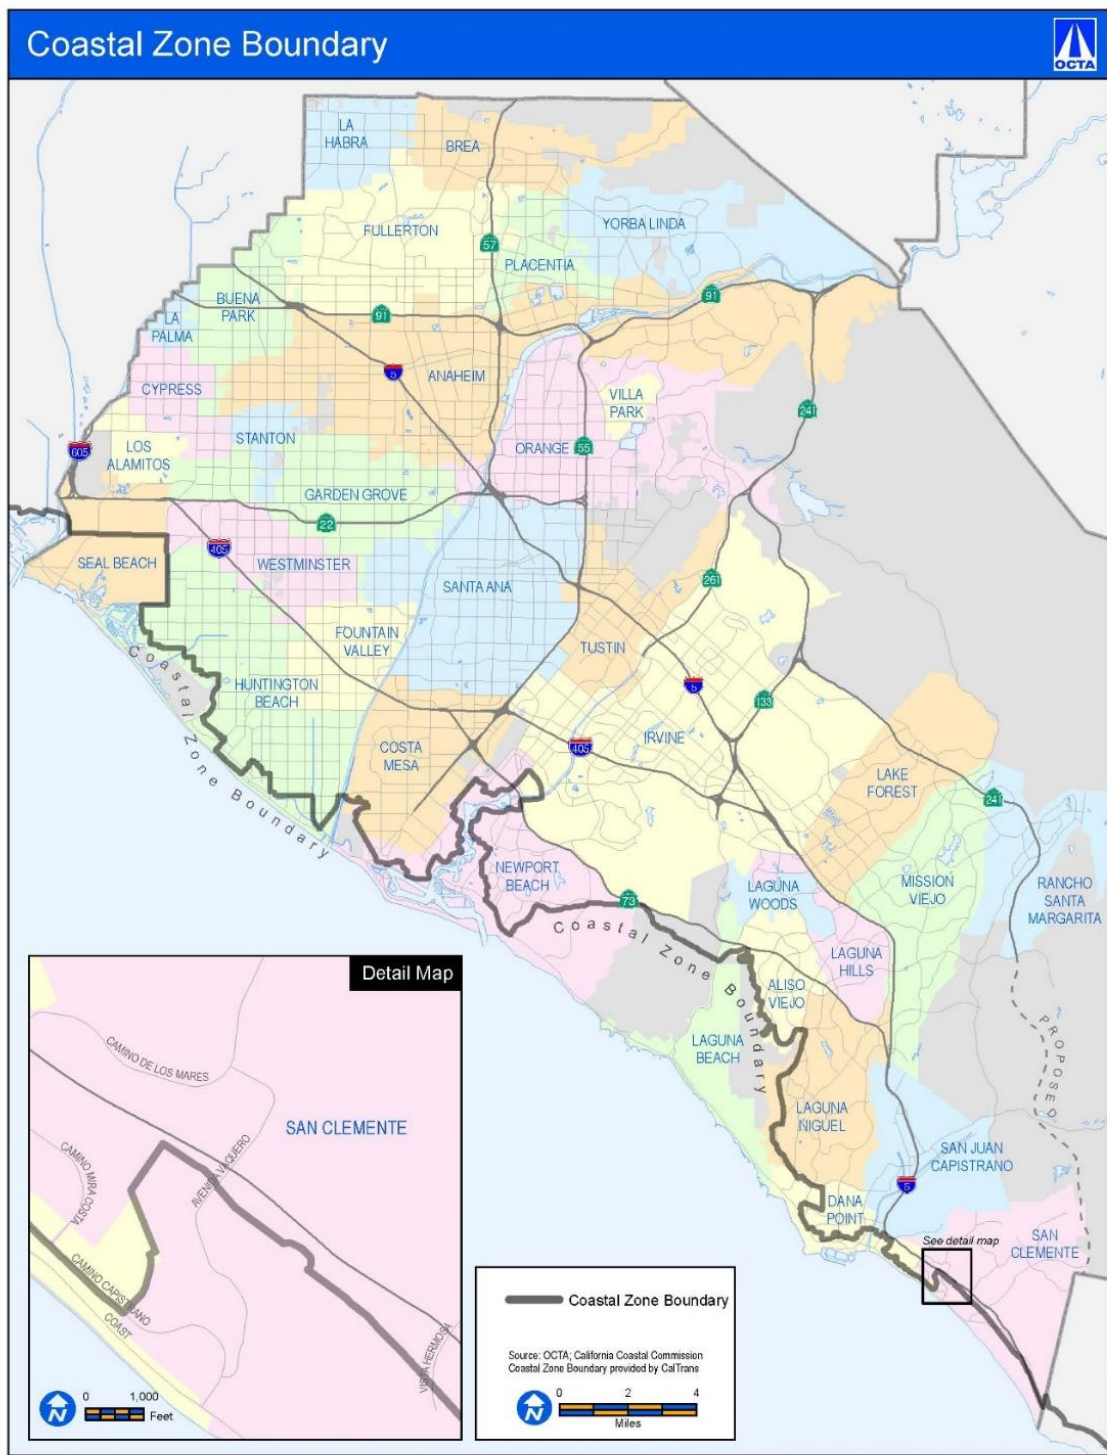 Coastal Zone Boundary
OCTA
LA
HABRA
BREA
FULLERTON
57
YORBA LINDA
PLACENTIA
BUENA
PARK
91
91
LA
PALMA
5
ANAHEIM
CYPRESS
VILLA
PARK
241
STANTON
LOS
ALAMITOS
605
ORANGE
55
GARDEN GROVE
22
405
SEAL BEACH
WESTMINSTER
SANTA ANA
261
FOUNTAIN
VALLEY
TUSTIN
HUNTINGTON
BEACH
5
133
COSTA
MESA
405
IRVINE
LAKE
FOREST
241
Coastal Zone Boundary
NEWPORT
BEACH
73
LAGUNA
WOODS
MISSION
VIEJO
RANCHO
SANTA
MARGARITA
Coastal Zone Boundary
LAGUNA
HILLS
ALISO
VIEJO
LAGUNA
BEACH
PROPOSED
LAGUNA
NIGUEL
SAN JUAN
CAPISTRANO
5
DANA
POINT
See detail map
SAN
CLEMENTE
Detail Map
CAMINO DE LOS MARES
SAN CLEMENTE
AVENIDA VAQUERO
CAMINO MIRA COSTA
CAMINO CAPISTRANO
COAST
VISTA HERMOSA
N
0 1,000
Feet
Coastal Zone Boundary
Source: OCTA; California Coastal Commission
Coastal Zone Boundary provided by CalTrans
N
0 2 4
Miles